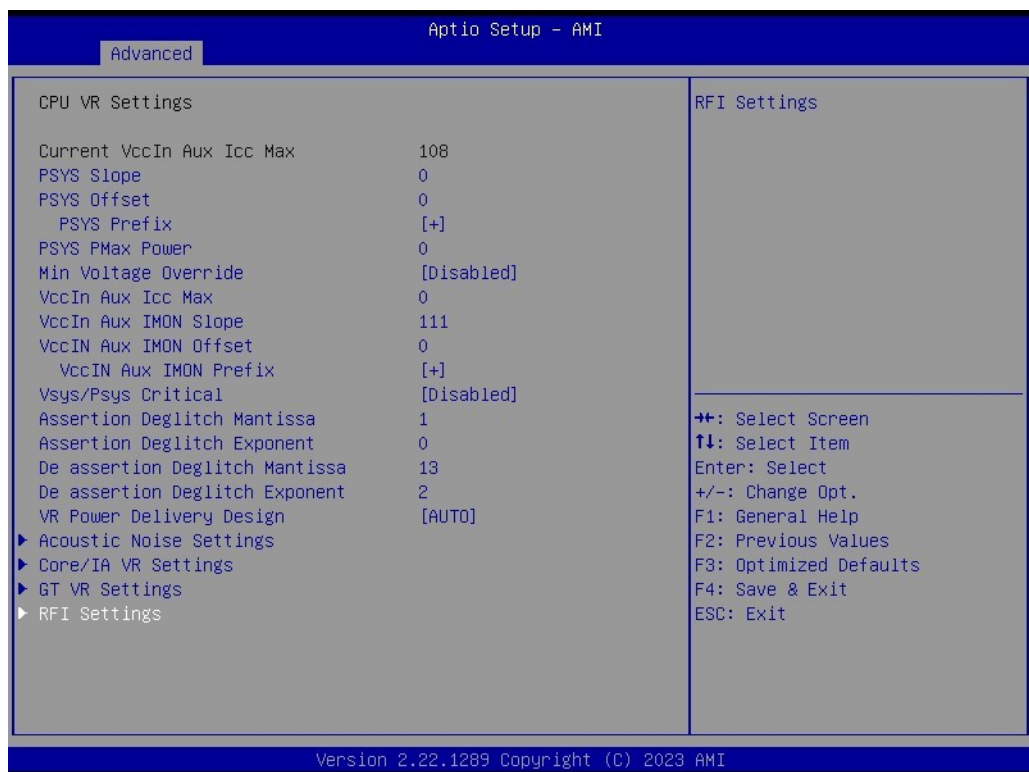 Aptio Setup – AMI
Advanced
CPU VR Settings
RFI Settings
Current VccIn Aux Icc Max 108
PSYS Slope 0
PSYS Offset 0
PSYS Prefix [+]
PSYS PMax Power 0
Min Voltage Override [Disabled]
VccIn Aux Icc Max 0
VccIn Aux IMON Slope 111
VccIN Aux IMON Offset 0
VccIN Aux IMON Prefix [+]
Vsys/Psys Critical [Disabled]
Assertion Deglitch Mantissa 1
Assertion Deglitch Exponent 0
De assertion Deglitch Mantissa 13
De assertion Deglitch Exponent 2
VR Power Delivery Design [AUTO]
Acoustic Noise Settings
Core/IA VR Settings
GT VR Settings
RFI Settings
→←: Select Screen
↑↓: Select Item
Enter: Select
+/-: Change Opt.
F1: General Help
F2: Previous Values
F3: Optimized Defaults
F4: Save & Exit
ESC: Exit
Version 2.22.1289 Copyright (C) 2023 AMI